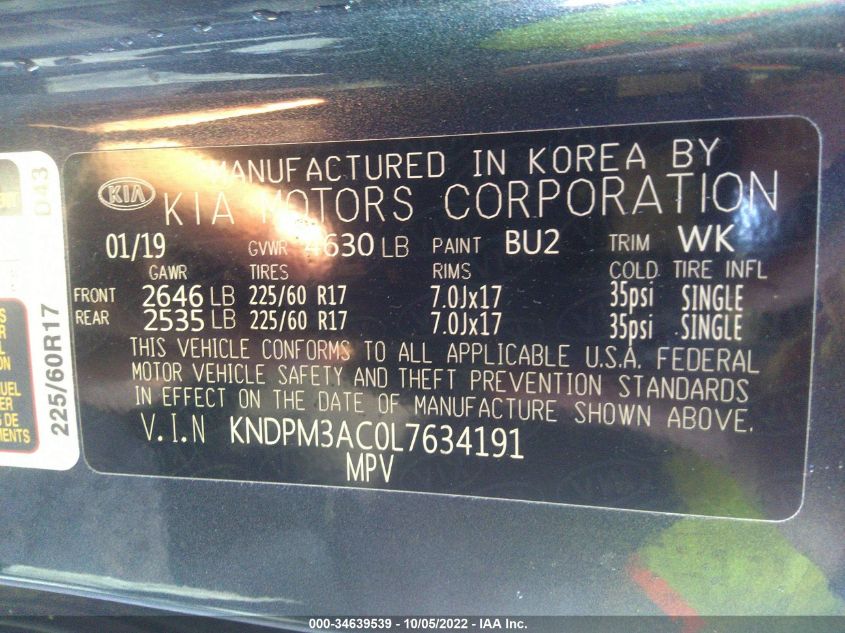 MANUFACTURED IN KOREA BY
KIA KIA MOTORS CORPORATION
01/19 GVWR 4630 LB PAINT BU2 TRIM WK
GAWR TIRES RIMS COLD TIRE INFL
FRONT 2646 LB 225/60 R17 7.0Jx17 35psi SINGLE
REAR 2535 LB 225/60 R17 7.0Jx17 35psi SINGLE
THIS VEHICLE CONFORMS TO ALL APPLICABLE U.S.A. FEDERAL
MOTOR VEHICLE SAFETY AND THEFT PREVENTION STANDARDS
IN EFFECT ON THE DATE OF MANUFACTURE SHOWN ABOVE.
V.I.N KNDPM3AC0L7634191
MPV
043
225/60R17
000-34639539 - 10/05/2022 - IAA Inc.